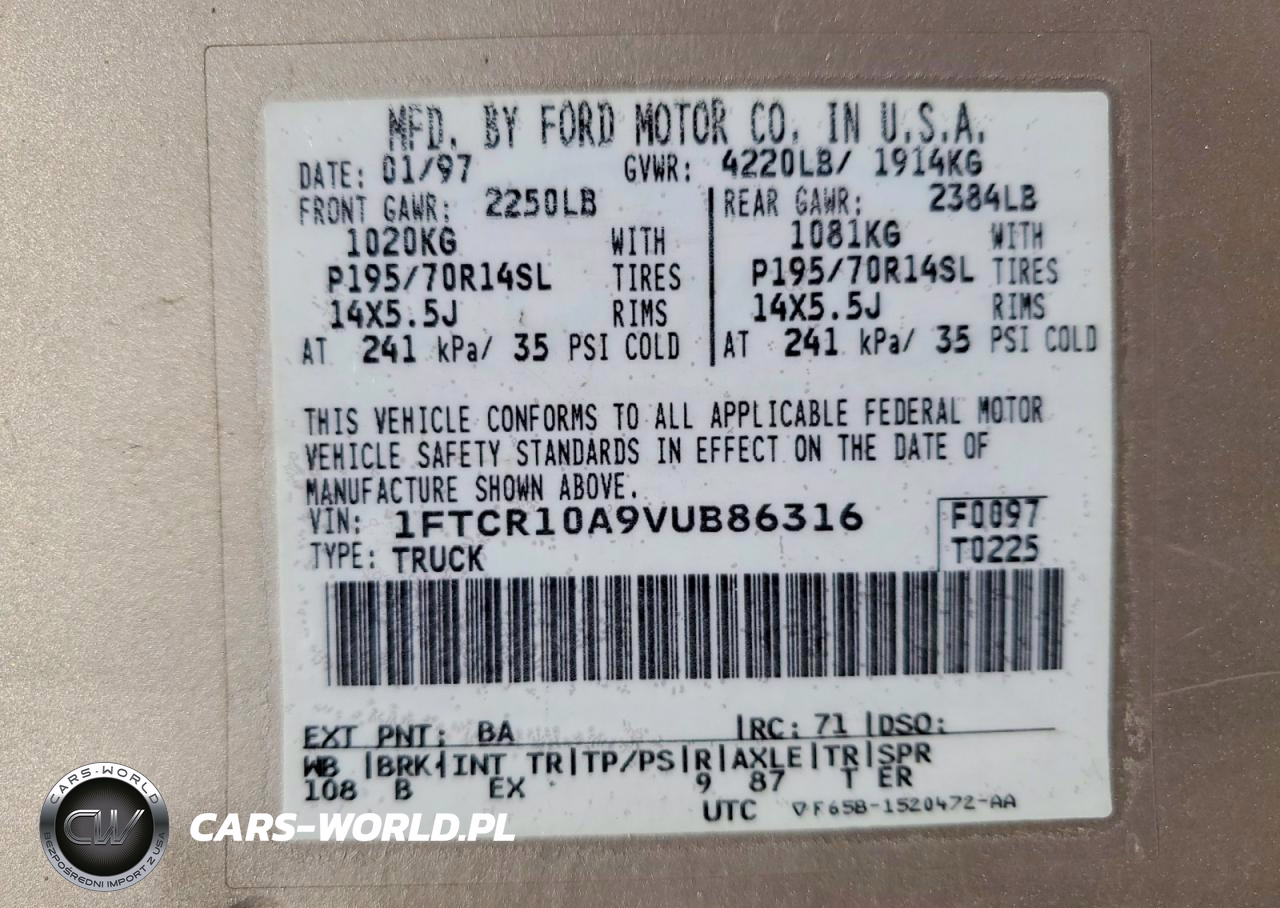 MFD. BY FORD MOTOR CO. IN U.S.A.
DATE: 01/97 GVWR: 4220LB/ 1914KG
FRONT GAWR: 2250LB REAR GAWR: 2384LB
1020KG WITH 1081KG WITH
P195/70R14SL TIRES P195/70R14SL TIRES
14X5.5J RIMS 14X5.5J RIMS
AT 241 kPa/ 35 PSI COLD AT 241 kPa/ 35 PSI COLD
THIS VEHICLE CONFORMS TO ALL APPLICABLE FEDERAL MOTOR
VEHICLE SAFETY STANDARDS IN EFFECT ON THE DATE OF
MANUFACTURE SHOWN ABOVE.
VIN: 1FTCR10A9VUB86316 F0097
TYPE: TRUCK T0225
EXT PNT: BA |RC: 71 |DSO:
WB |BRK|INT TR|TP/PS|R|AXLE|TR|SPR
108 B EX 9 87 T ER
UTC ▽F65B-1520472-AA
CARS-WORLD
CW
BEZPOŚREDNI IMPORT Z USA
CARS-WORLD.PL